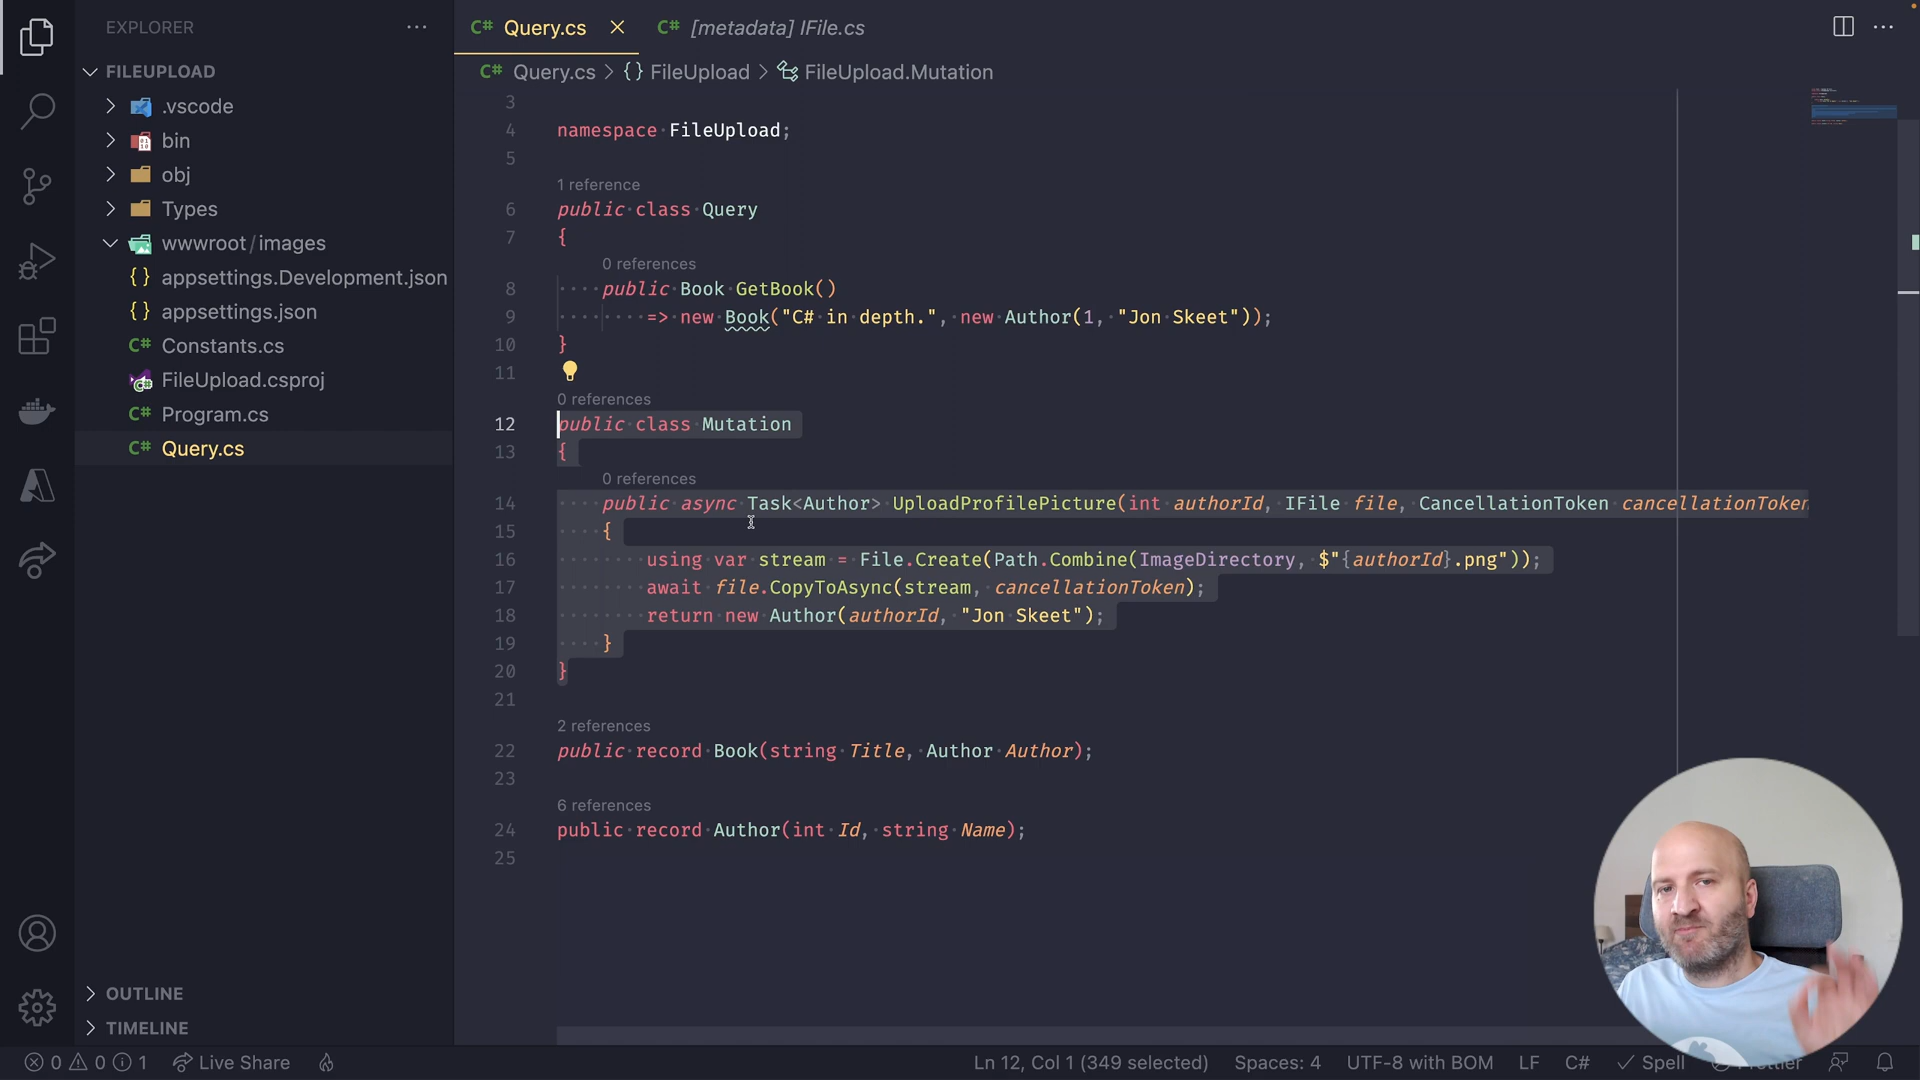 EXPLORER
FILEUPLOAD
.vscode
bin
obj
Types
wwwroot/images
{} appsettings.Development.json
{} appsettings.json
C# Constants.cs
FileUpload.csproj
C# Program.cs
C# Query.cs
OUTLINE
TIMELINE
C# Query.cs
C# [metadata] IFile.cs
C# Query.cs > {} FileUpload > FileUpload.Mutation
3
4 namespace FileUpload;
5
1 reference
6 public class Query
7 {
0 references
8 public Book GetBook()
9 => new Book("C# in depth.", new Author(1, "Jon Skeet"));
10 }
11
0 references
12 public class Mutation
13 {
0 references
14 public async Task<Author> UploadProfilePicture(int authorId, IFile file, CancellationToken cancellationToken
15 {
16 using var stream = File.Create(Path.Combine(ImageDirectory, $"{authorId}.png"));
17 await file.CopyToAsync(stream, cancellationToken);
18 return new Author(authorId, "Jon Skeet");
19 }
20 }
21
2 references
22 public record Book(string Title, Author Author);
23
6 references
24 public record Author(int Id, string Name);
25
0 0 1 Live Share
Ln 12, Col 1 (349 selected) Spaces: 4 UTF-8 with BOM LF C# Spell